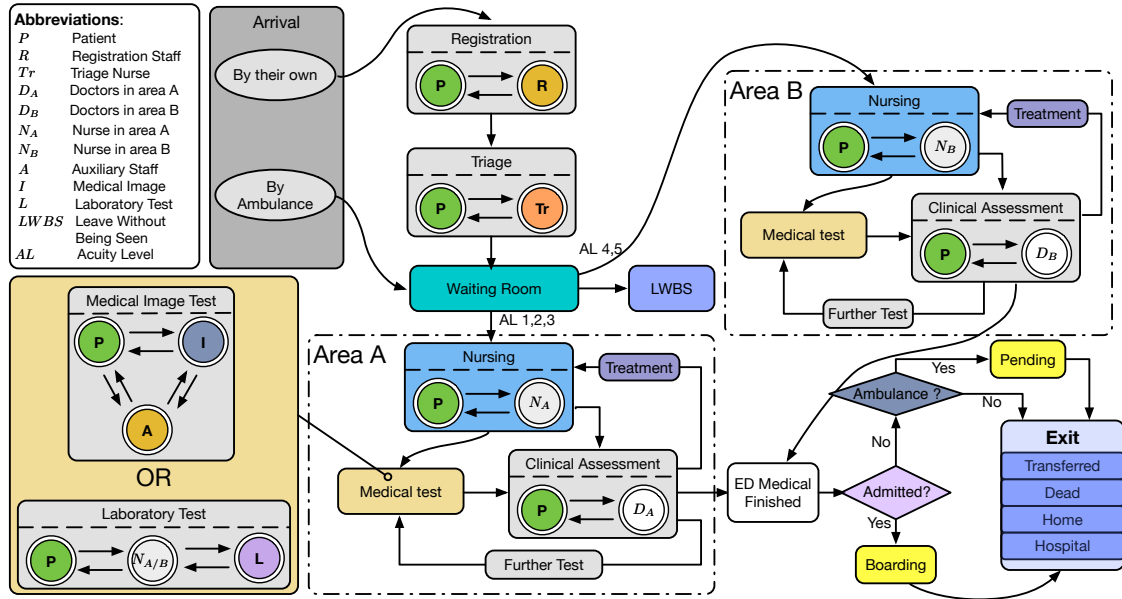 Abbreviations:
P Patient
R Registration Staff
Tr Triage Nurse
D_A Doctors in area A
D_B Doctors in area B
N_A Nurse in area A
N_B Nurse in area B
A Auxiliary Staff
I Medical Image
L Laboratory Test
LWBS Leave Without
Being Seen
AL Acuity Level
Arrival
By their own
By
Ambulance
Registration
P R
Triage
P Tr
AL 4,5
Waiting Room
LWBS
AL 1,2,3
Area B
Nursing
P N_B
Treatment
Clinical Assessment
P D_B
Medical test
Further Test
Medical Image Test
P I
A
OR
Laboratory Test
P N_{A/B} L
Area A
Nursing
P N_A
Treatment
Clinical Assessment
P D_A
Medical test
Further Test
ED Medical
Finished
Admitted?
No
Yes
Ambulance ?
Yes
No
Pending
Boarding
Exit
Transferred
Dead
Home
Hospital